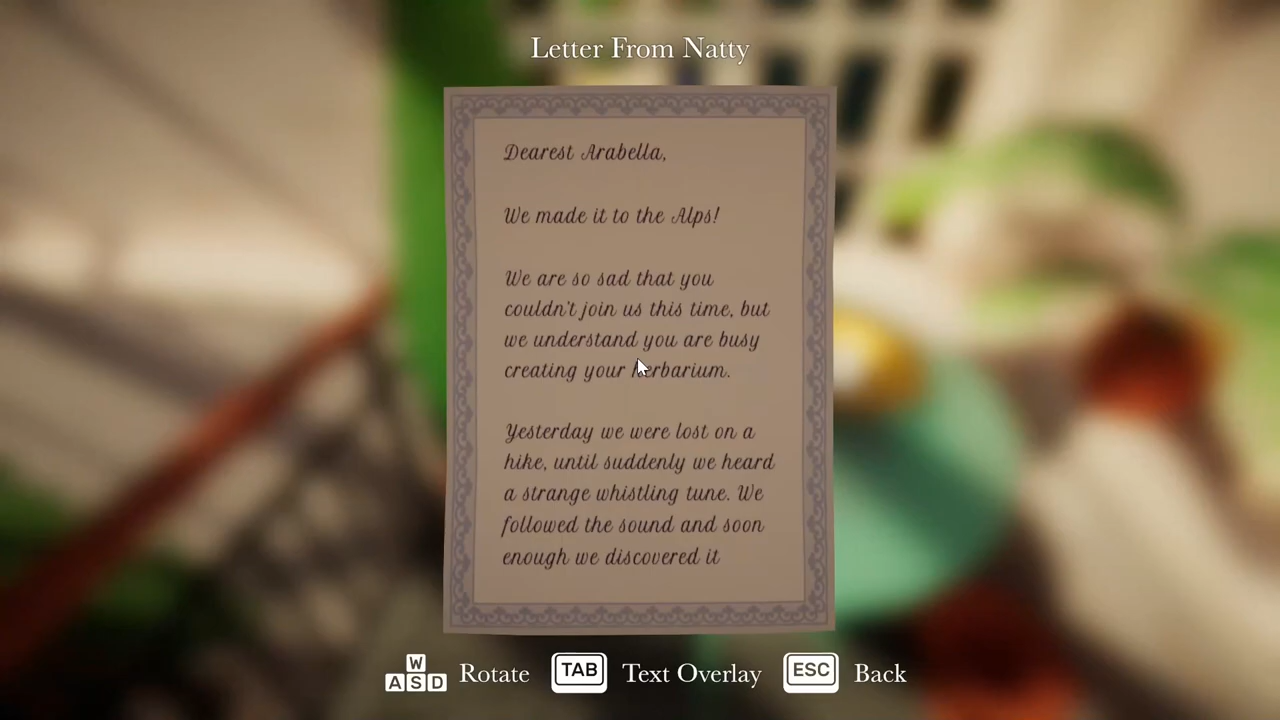 Letter From Natty
Dearest Arabella,
We made it to the Alps!
We are so sad that you
couldn't join us this time, but
we understand you are busy
creating your herbarium.
Yesterday we were lost on a
hike, until suddenly we heard
a strange whistling tune. We
followed the sound and soon
enough we discovered it
W
A S D Rotate TAB Text Overlay ESC Back